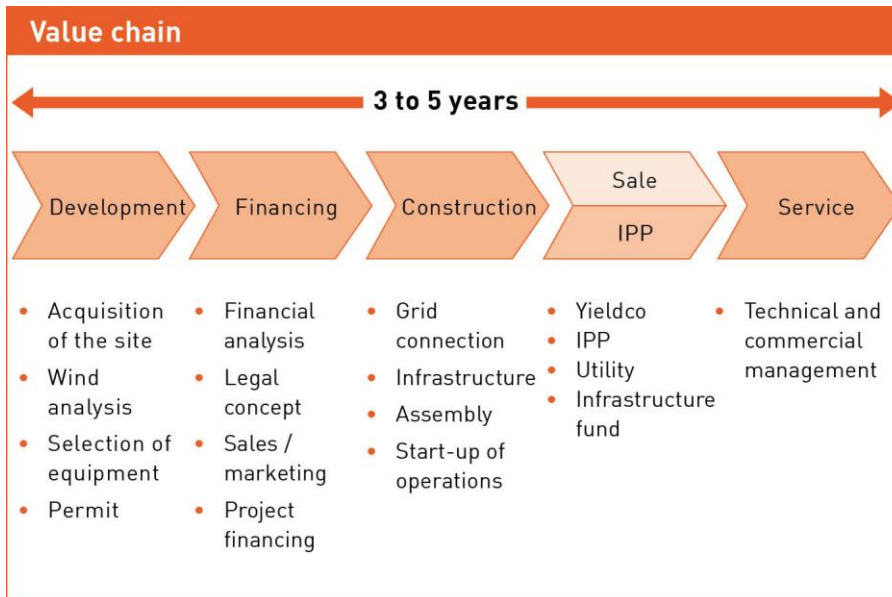 Value chain
3 to 5 years
Development
Financing
Construction
Sale
IPP
Service
• Acquisition
of the site
• Wind
analysis
• Selection of
equipment
• Permit
• Financial
analysis
• Legal
concept
• Sales /
marketing
• Project
financing
• Grid
connection
• Infrastructure
• Assembly
• Start-up of
operations
• Yieldco
• IPP
• Utility
• Infrastructure
fund
• Technical and
commercial
management